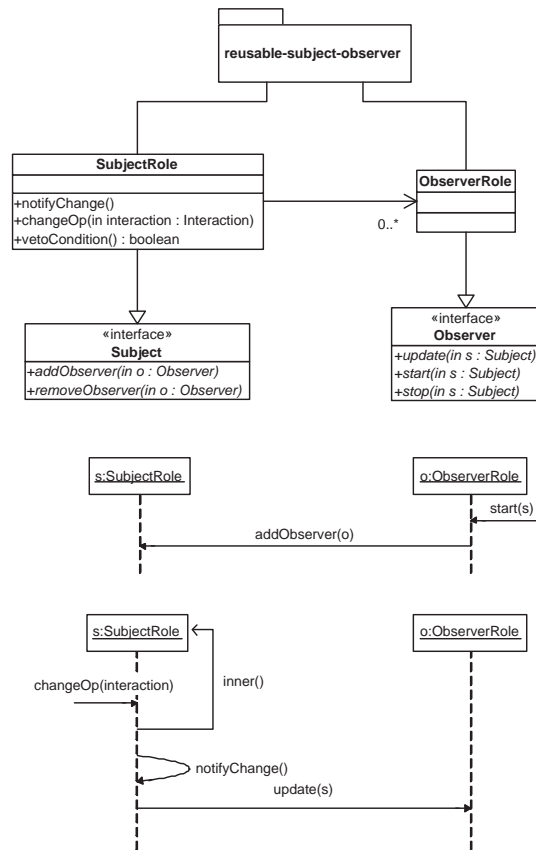 reusable-subject-observer
SubjectRole
+notifyChange()
+changeOp(in interaction : Interaction)
+vetoCondition() : boolean
ObserverRole
0..*
«interface»
Subject
+addObserver(in o : Observer)
+removeObserver(in o : Observer)
«interface»
Observer
+update(in s : Subject)
+start(in s : Subject)
+stop(in s : Subject)
s:SubjectRole
o:ObserverRole
start(s)
addObserver(o)
s:SubjectRole
o:ObserverRole
changeOp(interaction)
inner()
notifyChange()
update(s)